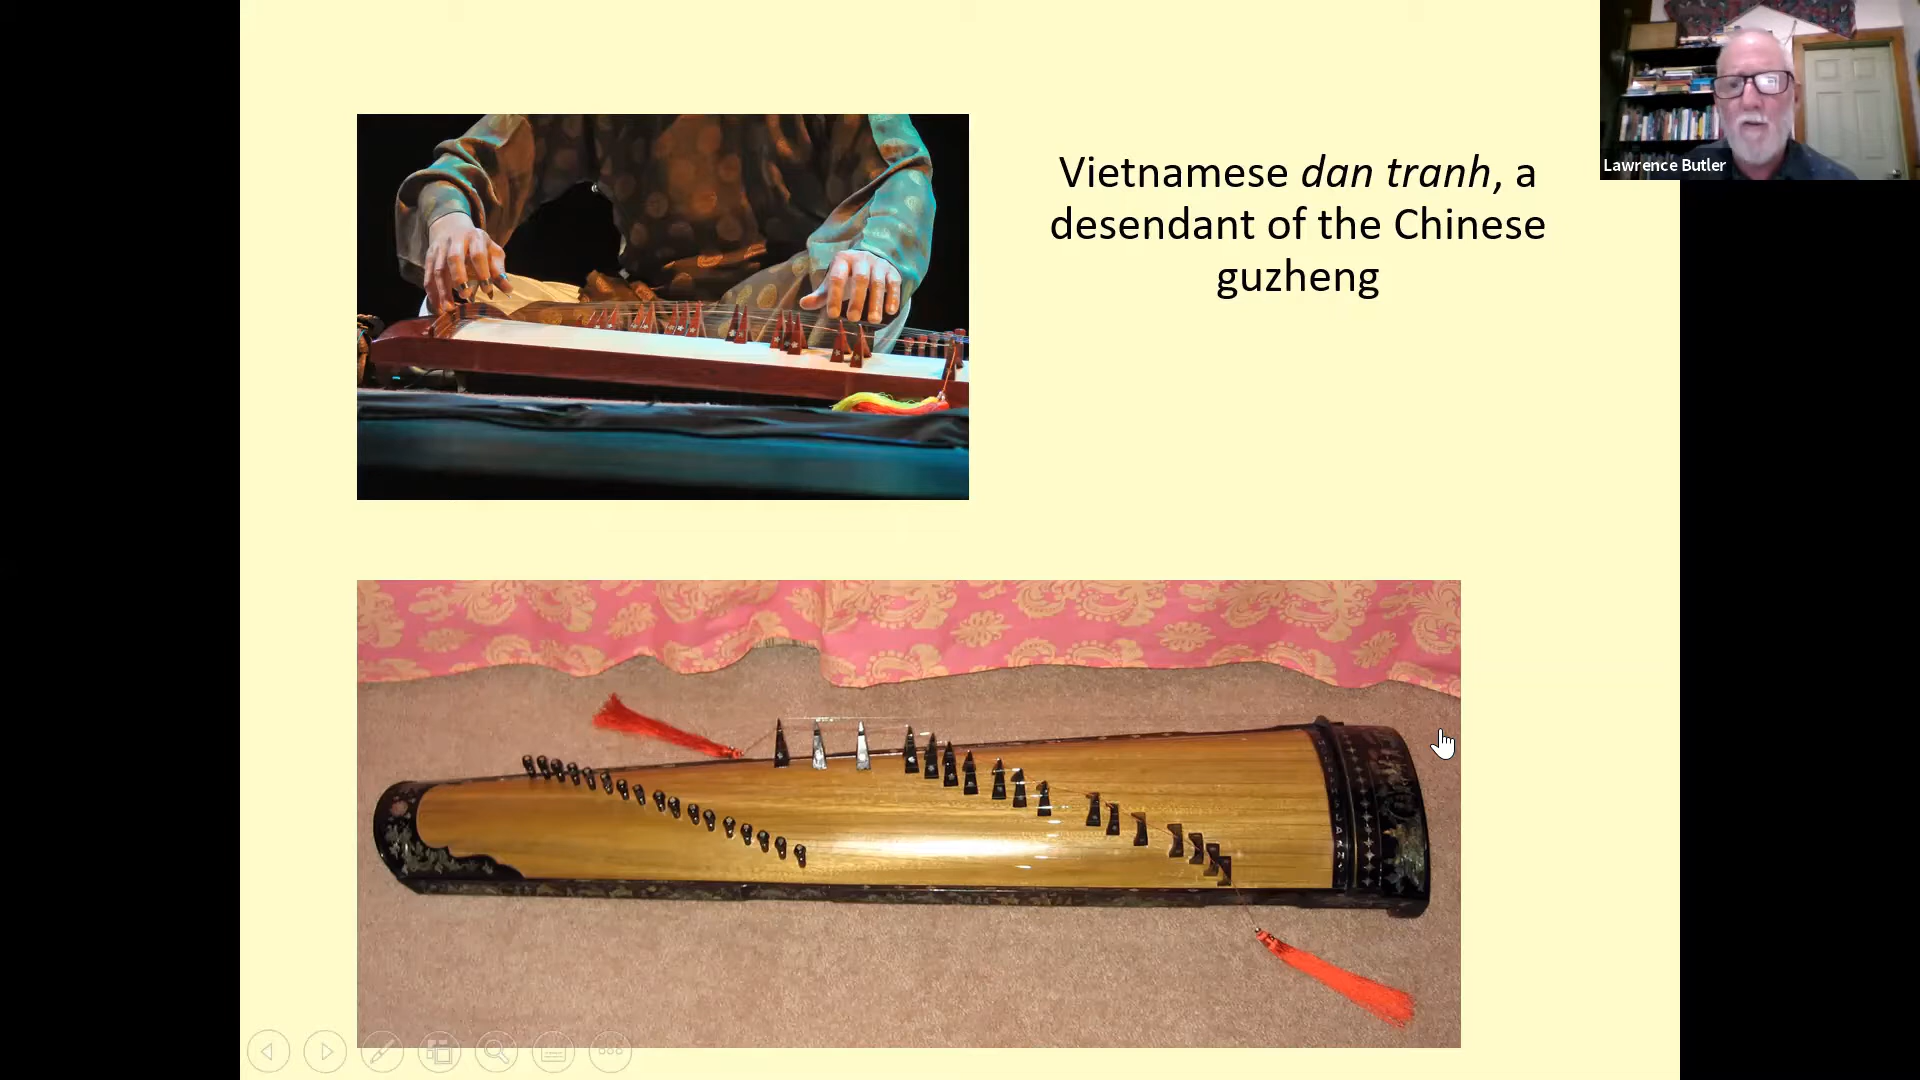 Vietnamese dan tranh, a
desendant of the Chinese
guzheng
Lawrence Butler